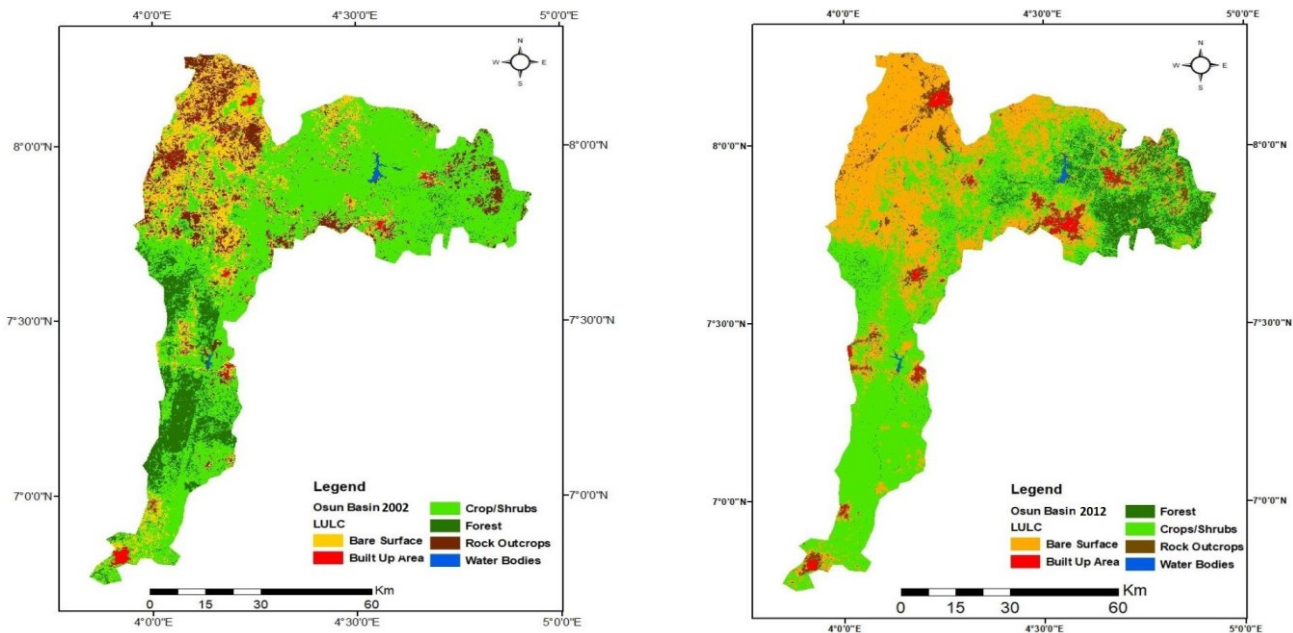 4°0'0"E 4°30'0"E 5°0'0"E
N
W E
S
8°0'0"N 8°0'0"N
7°30'0"N 7°30'0"N
7°0'0"N 7°0'0"N
Legend
Osun Basin 2002
LULC
Bare Surface
Built Up Area
Crop/Shrubs
Forest
Rock Outcrops
Water Bodies
0 15 30 60 Km
4°0'0"E 4°30'0"E 5°0'0"E
4°0'0"E 4°30'0"E 5°0'0"E
N
W E
S
8°0'0"N 8°0'0"N
7°30'0"N 7°30'0"N
7°0'0"N 7°0'0"N
Legend
Osun Basin 2012
LULC
Bare Surface
Built Up Area
Forest
Crops/Shrubs
Rock Outcrops
Water Bodies
0 15 30 60 Km
4°0'0"E 4°30'0"E 5°0'0"E